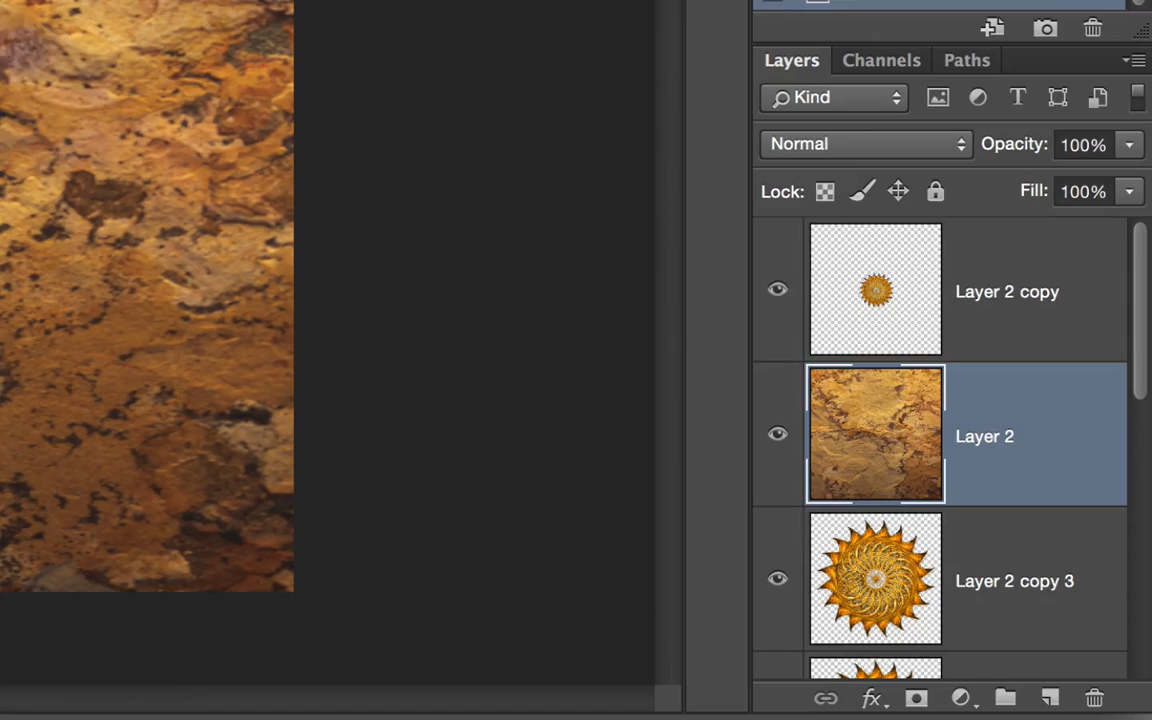 Layers Channels Paths
Kind T
Normal Opacity: 100%
Lock: Fill: 100%
Layer 2 copy
Layer 2
Layer 2 copy 3
fx